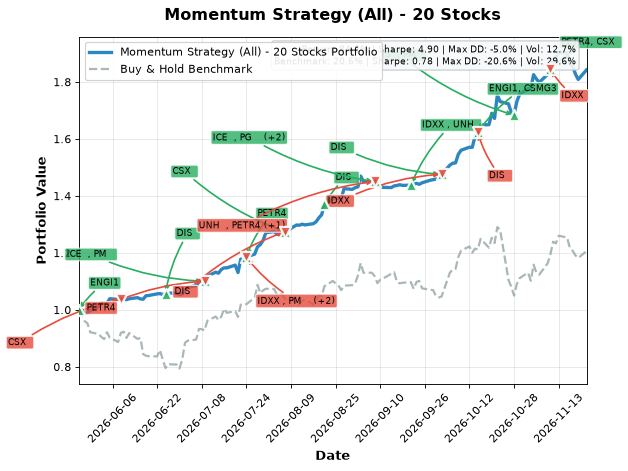 Momentum Strategy (All) - 20 Stocks
PETR4, CSX
Momentum Strategy (All) - 20 Stocks Portfolio
Buy & Hold Benchmark
4.90 | Max DD: -5.0% | Vol: 12.7%
0.78 | Max DD: -20.6% | Vol: 29.6%
ENGI1, CSMG3
IDXX
IDXX , UNH
ICE , PG (+2)
DIS
CSX
DIS
DIS
IDXX
PETR4
UNH , PETR4 (+1)
DIS
ICE , PM
ENGI1
DIS
PETR4
IDXX, PM (+2)
CSX
Portfolio Value
1.8
1.6
1.4
1.2
1.0
0.8
2026-06-06
2026-06-22
2026-07-08
2026-07-24
2026-08-09
2026-08-25
2026-09-10
2026-09-26
2026-10-12
2026-10-28
2026-11-13
Date